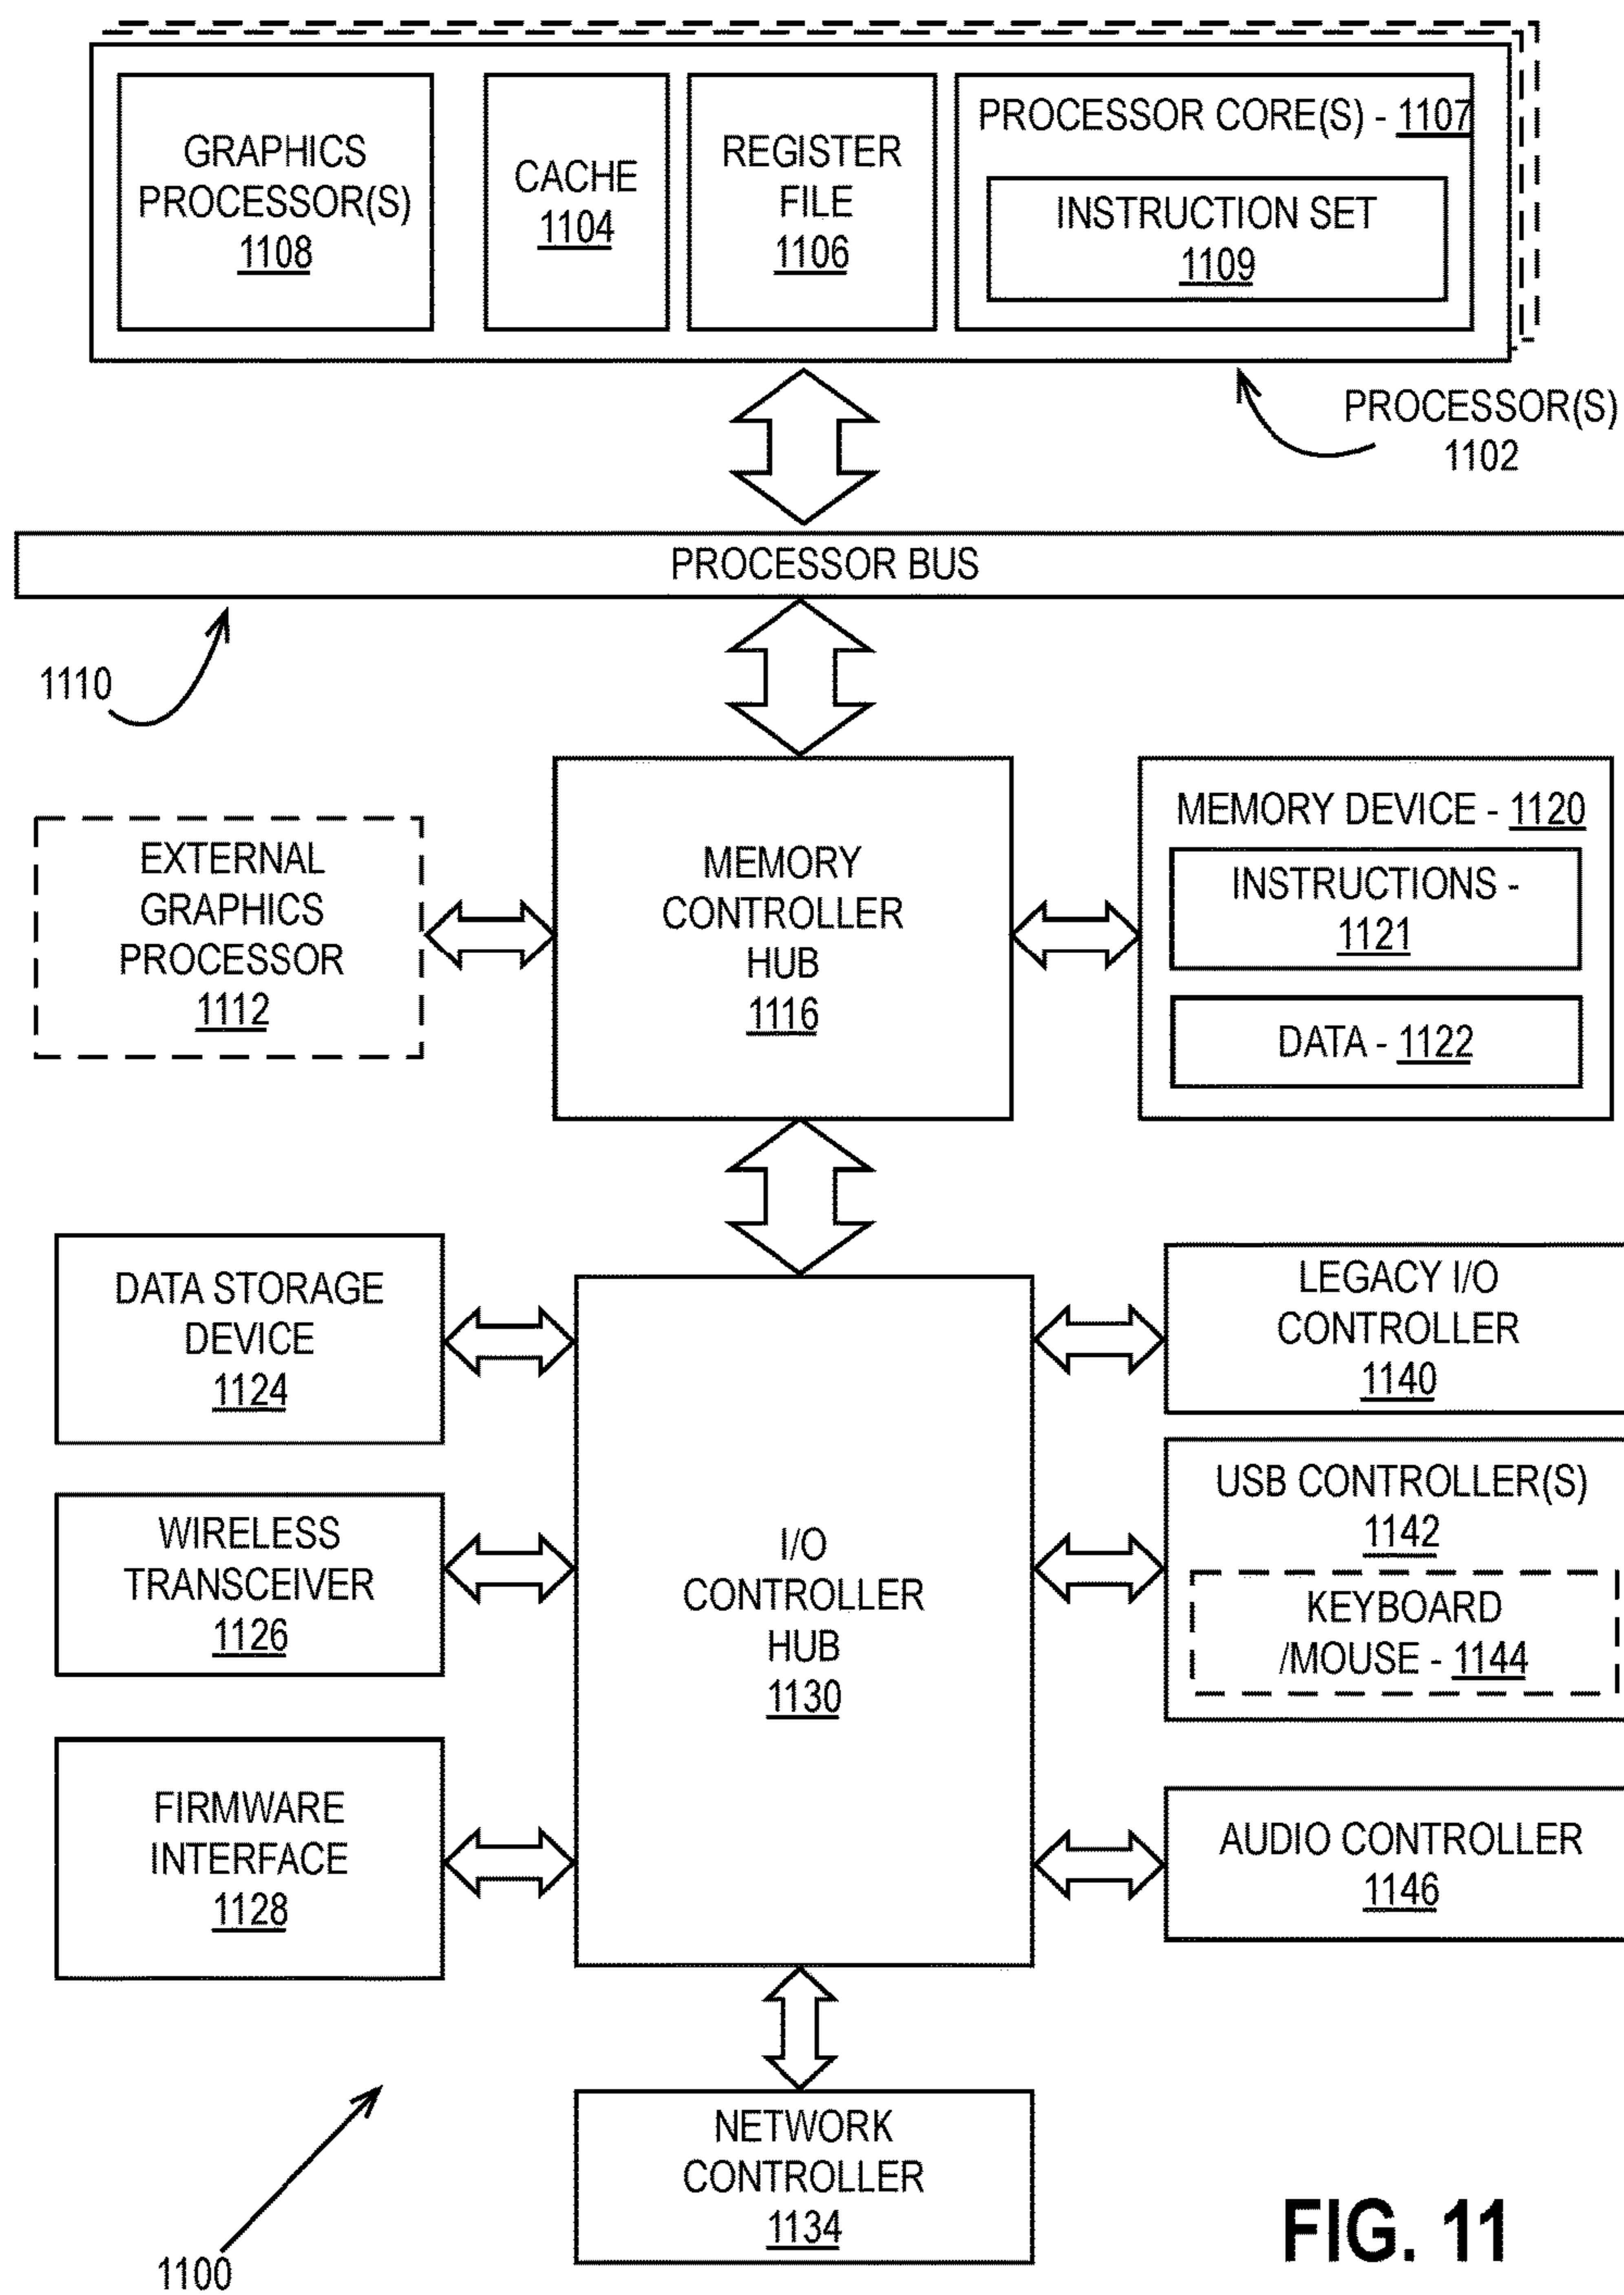 GRAPHICS
PROCESSOR(S)
1108
CACHE
1104
REGISTER
FILE
1106
PROCESSOR CORE(S) - 1107
INSTRUCTION SET
1109
PROCESSOR(S)
1102
PROCESSOR BUS
1110
EXTERNAL
GRAPHICS
PROCESSOR
1112
MEMORY
CONTROLLER
HUB
1116
MEMORY DEVICE - 1120
INSTRUCTIONS -
1121
DATA - 1122
DATA STORAGE
DEVICE
1124
WIRELESS
TRANSCEIVER
1126
FIRMWARE
INTERFACE
1128
I/O
CONTROLLER
HUB
1130
LEGACY I/O
CONTROLLER
1140
USB CONTROLLER(S)
1142
KEYBOARD
/MOUSE - 1144
AUDIO CONTROLLER
1146
NETWORK
CONTROLLER
1134
1100
FIG. 11